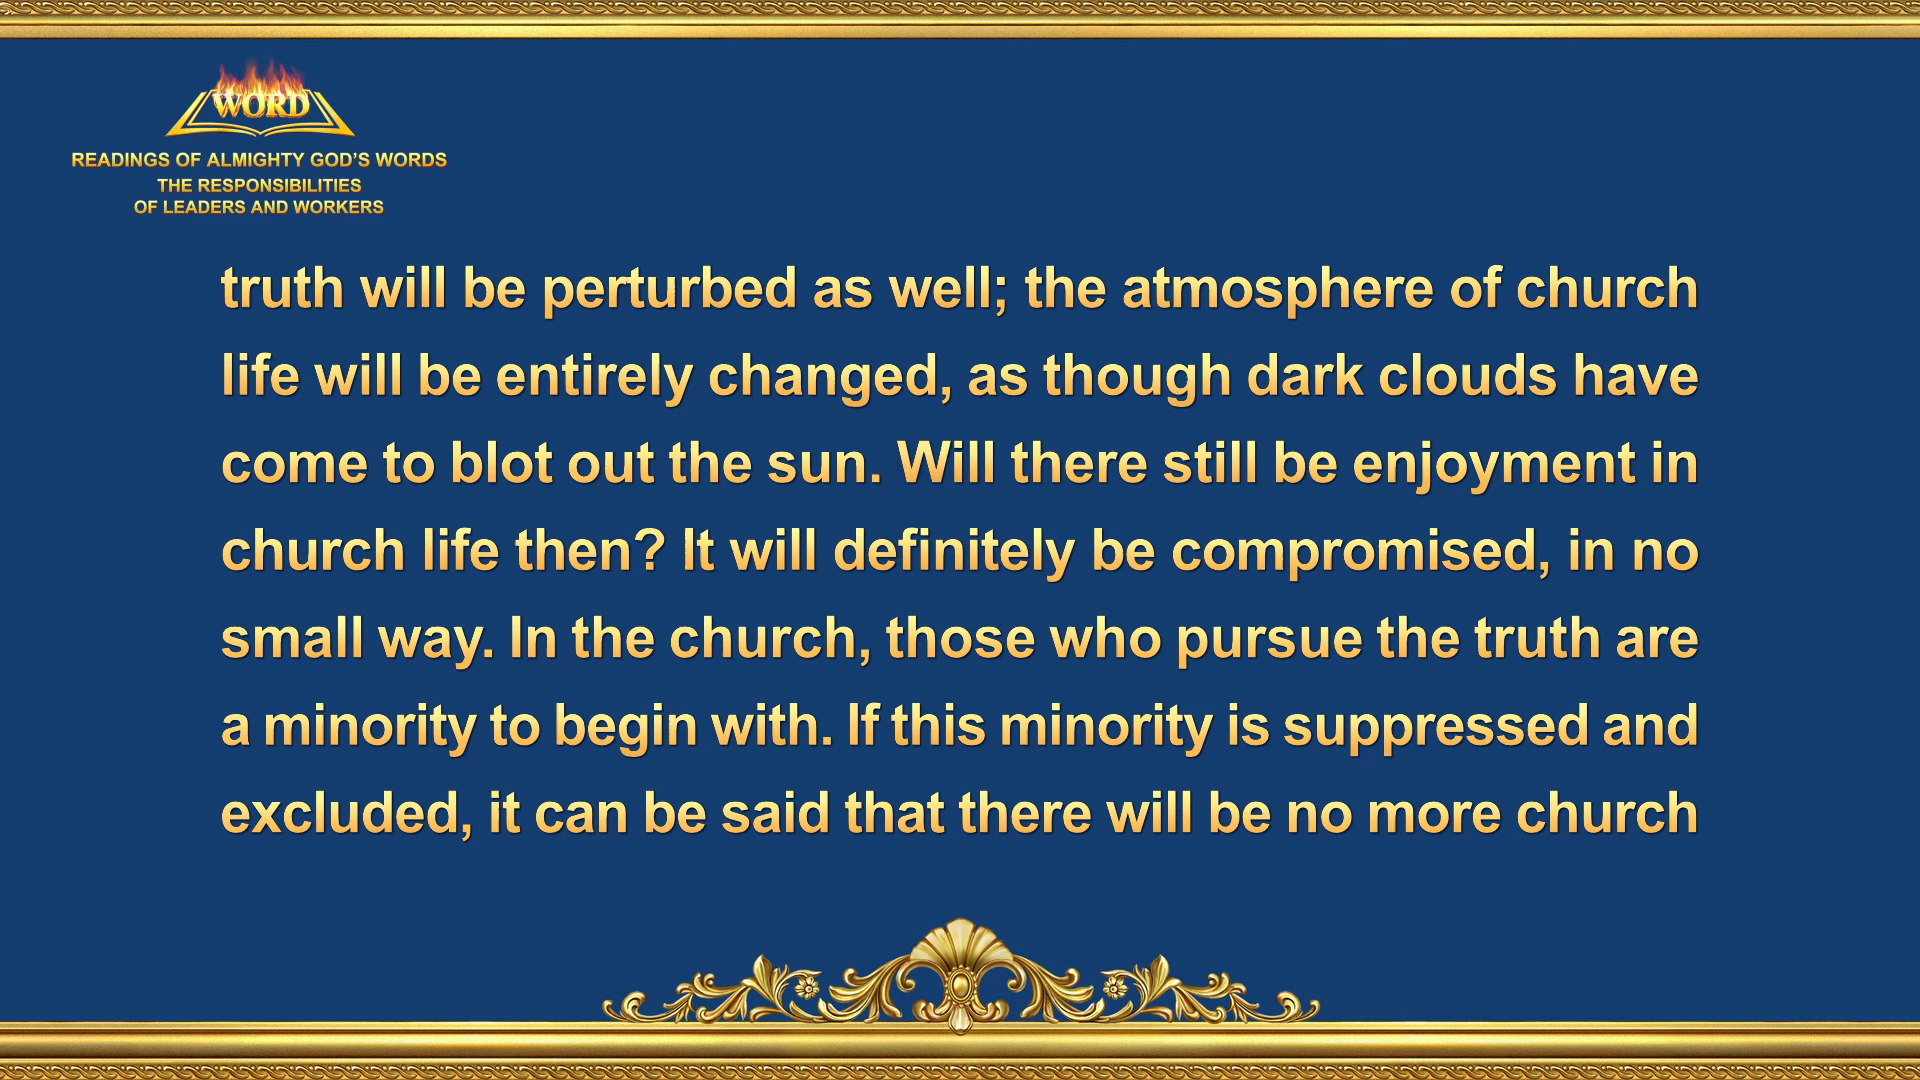 WORD
READINGS OF ALMIGHTY GOD’S WORDS
THE RESPONSIBILITIES
OF LEADERS AND WORKERS
truth will be perturbed as well; the atmosphere of church
life will be entirely changed, as though dark clouds have
come to blot out the sun. Will there still be enjoyment in
church life then? It will definitely be compromised, in no
small way. In the church, those who pursue the truth are
a minority to begin with. If this minority is suppressed and
excluded, it can be said that there will be no more church